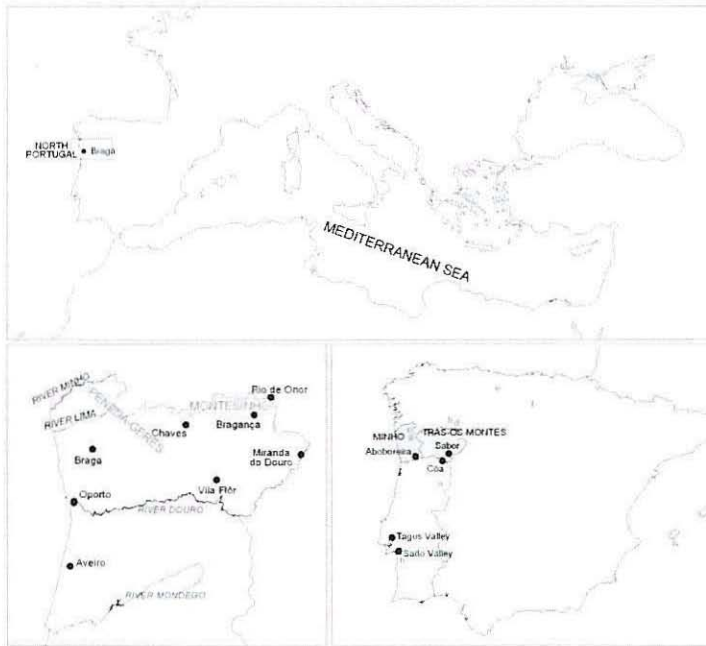 NORTH
PORTUGAL
Braga
MEDITERRANEAN SEA
RIVER MINHO
PENEDA-GERES
RIVER LIMA
MONTESINHO
Rio de Onor
Chaves
Bragança
Braga
Miranda
do Douro
Vila Flôr
Oporto
RIVER DOURO
Aveiro
RIVER MONDEGO
MINHO
TRAS-OS MONTES
Aboboreira
Sabor
Côa
Tagus Valley
Sado Valley